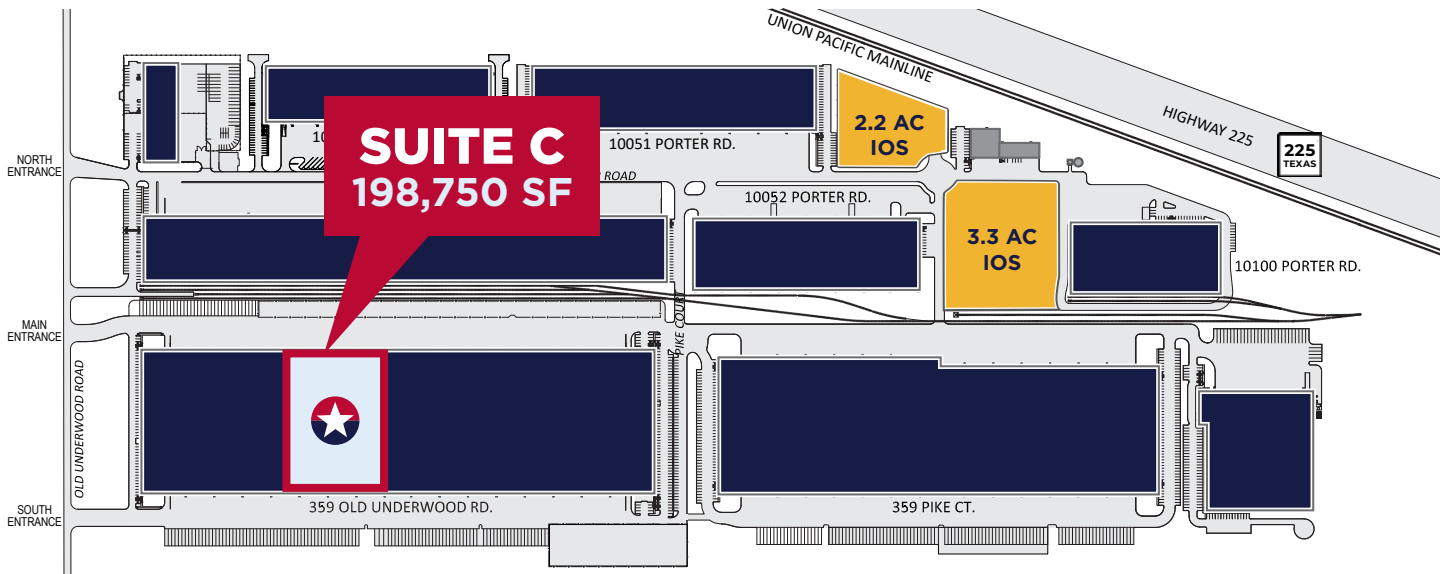 UNION PACIFIC MAINLINE
HIGHWAY 225
225
TEXAS
2.2 AC
IOS
SUITE C
198,750 SF
10051 PORTER RD.
NORTH
ENTRANCE
ROAD
10052 PORTER RD.
3.3 AC
IOS
10100 PORTER RD.
MAIN
ENTRANCE
PIKE COURT
OLD UNDERWOOD ROAD
359 OLD UNDERWOOD RD.
359 PIKE CT.
SOUTH
ENTRANCE